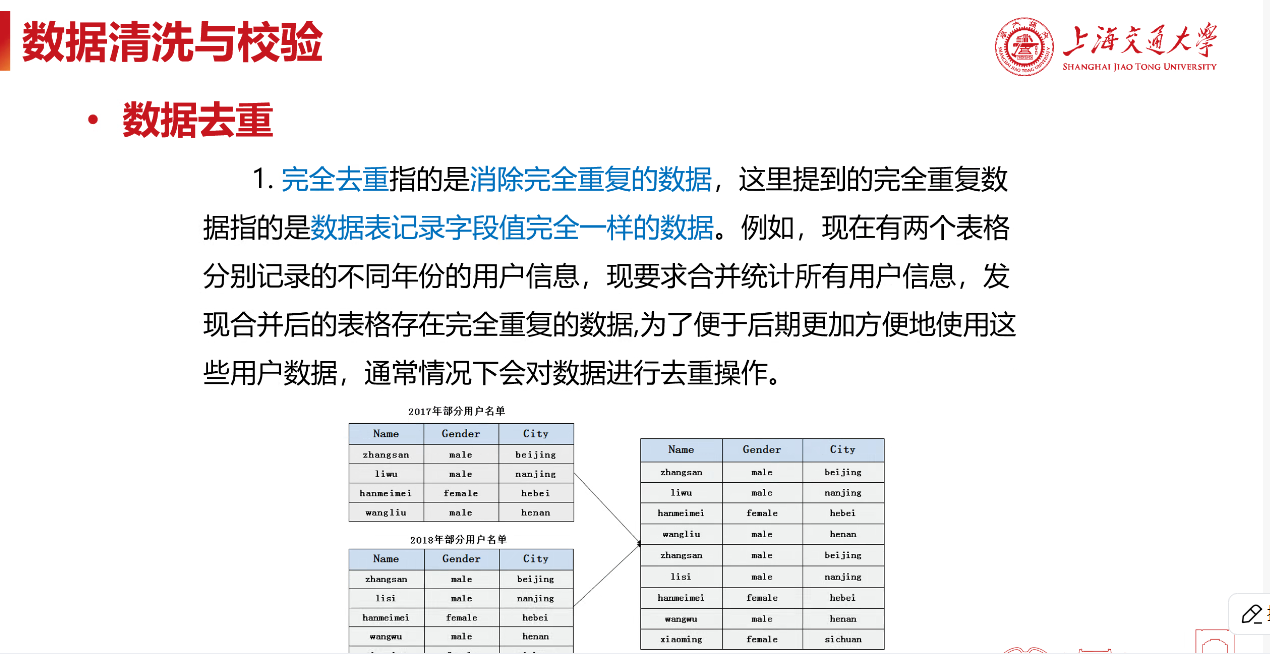 数据清洗与校验
上海交通大学
SHANGHAI JIAO TONG UNIVERSITY
• 数据去重
1. 完全去重指的是消除完全重复的数据，这里提到的完全重复数
据指的是数据表记录字段值完全一样的数据。例如，现在有两个表格
分别记录的不同年份的用户信息，现要求合并统计所有用户信息，发
现合并后的表格存在完全重复的数据,为了便于后期更加方便地使用这
些用户数据，通常情况下会对数据进行去重操作。
2017年部分用户名单
Name Gender City
zhangsan male beijing
liwu male nanjing
hanmeimei female hebei
wangliu male henan
2018年部分用户名单
Name Gender City
zhangsan male beijing
lisi male nanjing
hanmeimei female hebei
wangwu male henan
Name Gender City
zhangsan male beijing
liwu male nanjing
hanmeimei female hebei
wangliu male henan
zhangsan male beijing
lisi male nanjing
hanmeimei female hebei
wangwu male henan
xiaoming female sichuan